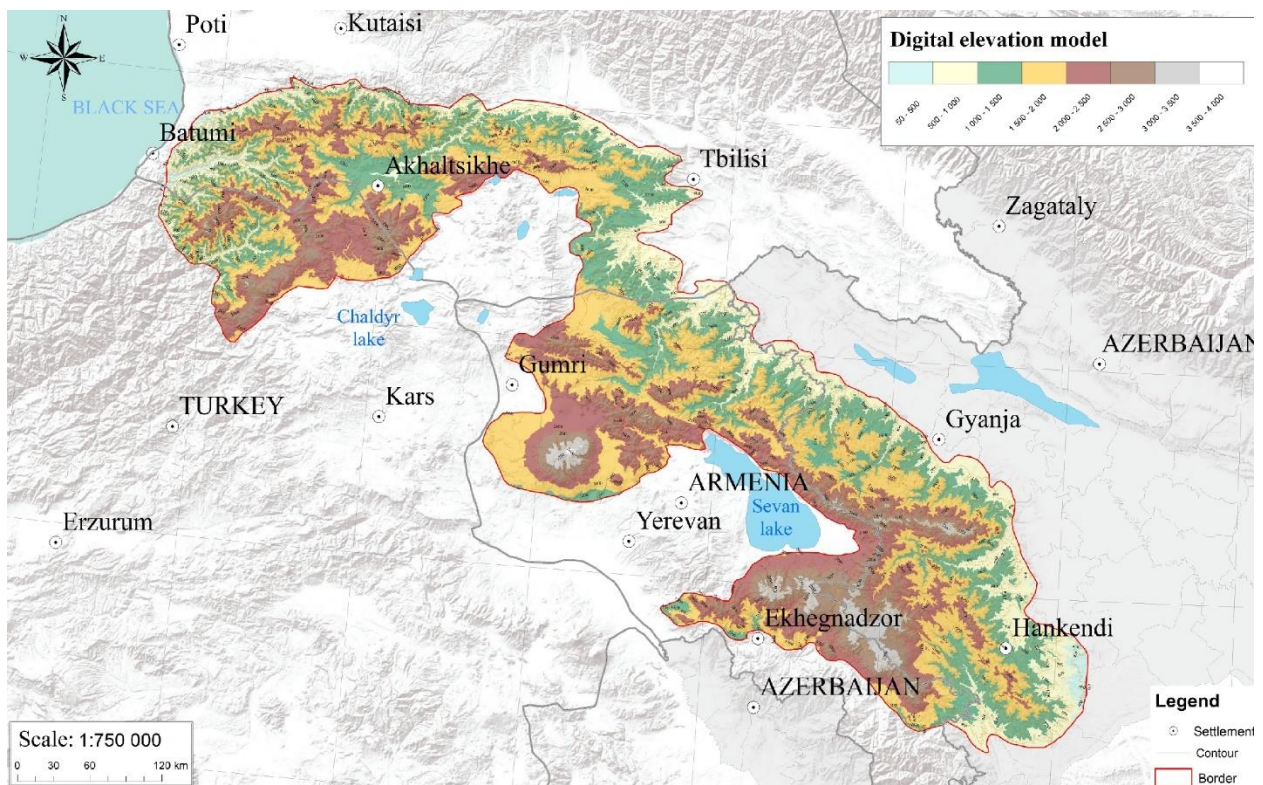 Poti
Kutaisi
Digital elevation model
50 - 500
500 - 1 000
1 000 - 1 500
1 500 - 2 000
2 000 - 2 500
2 500 - 3 000
3 000 - 3 500
3 500 - 4 000
N
W
E
S
BLACK SEA
Batumi
Akhaltsikhe
Tbilisi
Zagataly
Chaldyr
lake
AZERBAIJAN
Gumri
Kars
TURKEY
Gyanja
ARMENIA
Sevan
lake
Erzurum
Yerevan
Ekhegnadzor
Hankendi
AZERBAIJAN
Legend
Settlement
Contour
Border
Scale: 1:750 000
0 30 60 120 km